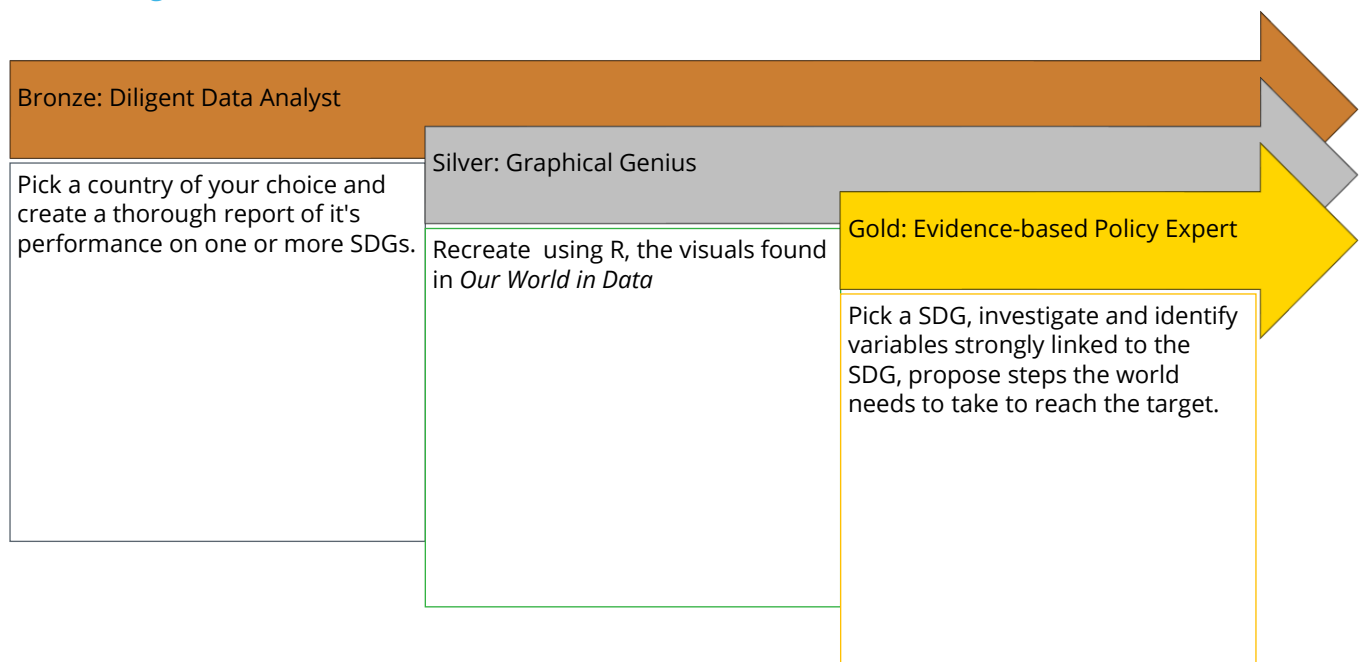 Bronze: Diligent Data Analyst
Pick a country of your choice and
create a thorough report of it's
performance on one or more SDGs.
Silver: Graphical Genius
Recreate  using R, the visuals found
in Our World in Data
Gold: Evidence-based Policy Expert
Pick a SDG, investigate and identify
variables strongly linked to the
SDG, propose steps the world
needs to take to reach the target.